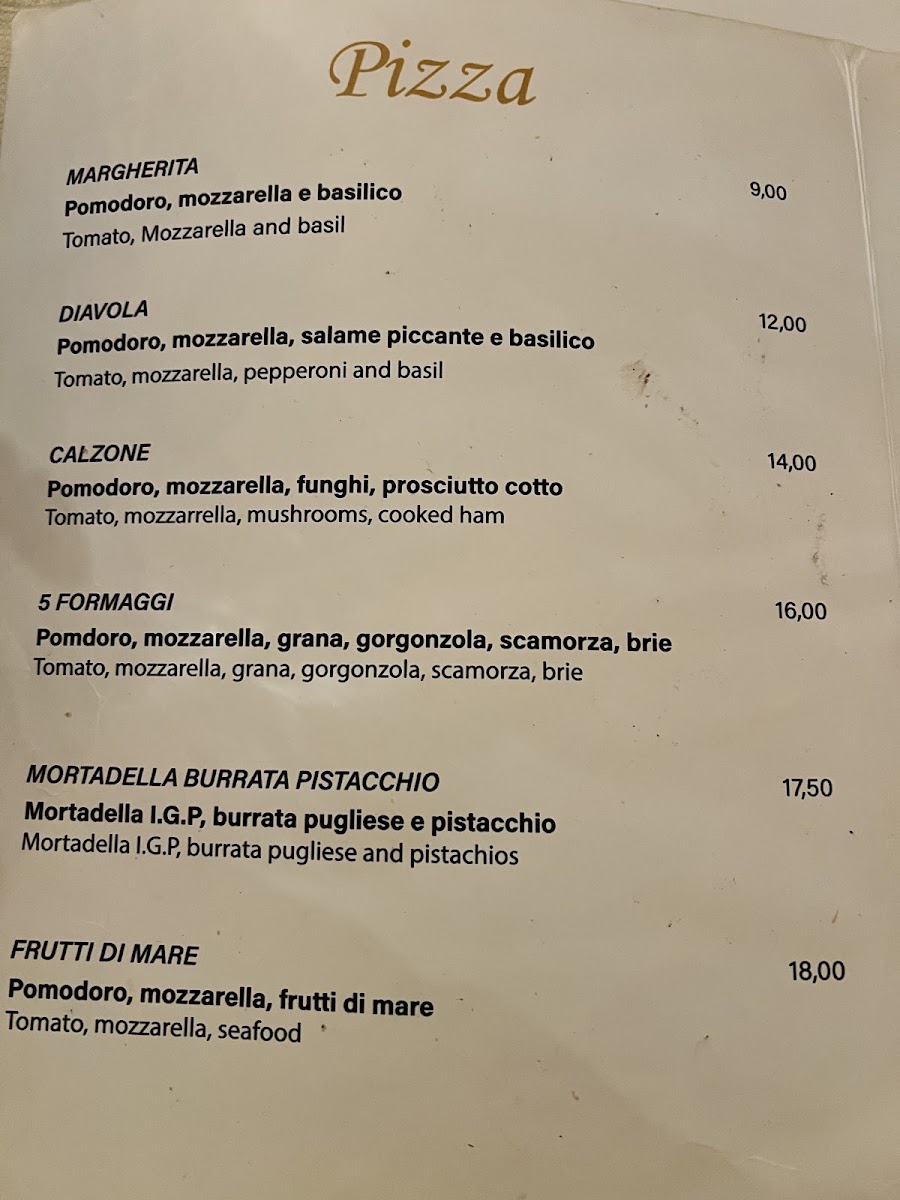 Pizza
MARGHERITA
Pomodoro, mozzarella e basilico
9,00
Tomato, Mozzarella and basil
DIAVOLA
Pomodoro, mozzarella, salame piccante e basilico
12,00
Tomato, mozzarella, pepperoni and basil
CALZONE
Pomodoro, mozzarella, funghi, prosciutto cotto
14,00
Tomato, mozzarrella, mushrooms, cooked ham
5 FORMAGGI
Pomdoro, mozzarella, grana, gorgonzola, scamorza, brie
16,00
Tomato, mozzarella, grana, gorgonzola, scamorza, brie
MORTADELLA BURRATA PISTACCHIO
Mortadella I.G.P, burrata pugliese e pistacchio
17,50
Mortadella I.G.P, burrata pugliese and pistachios
FRUTTI DI MARE
Pomodoro, mozzarella, frutti di mare
18,00
Tomato, mozzarella, seafood